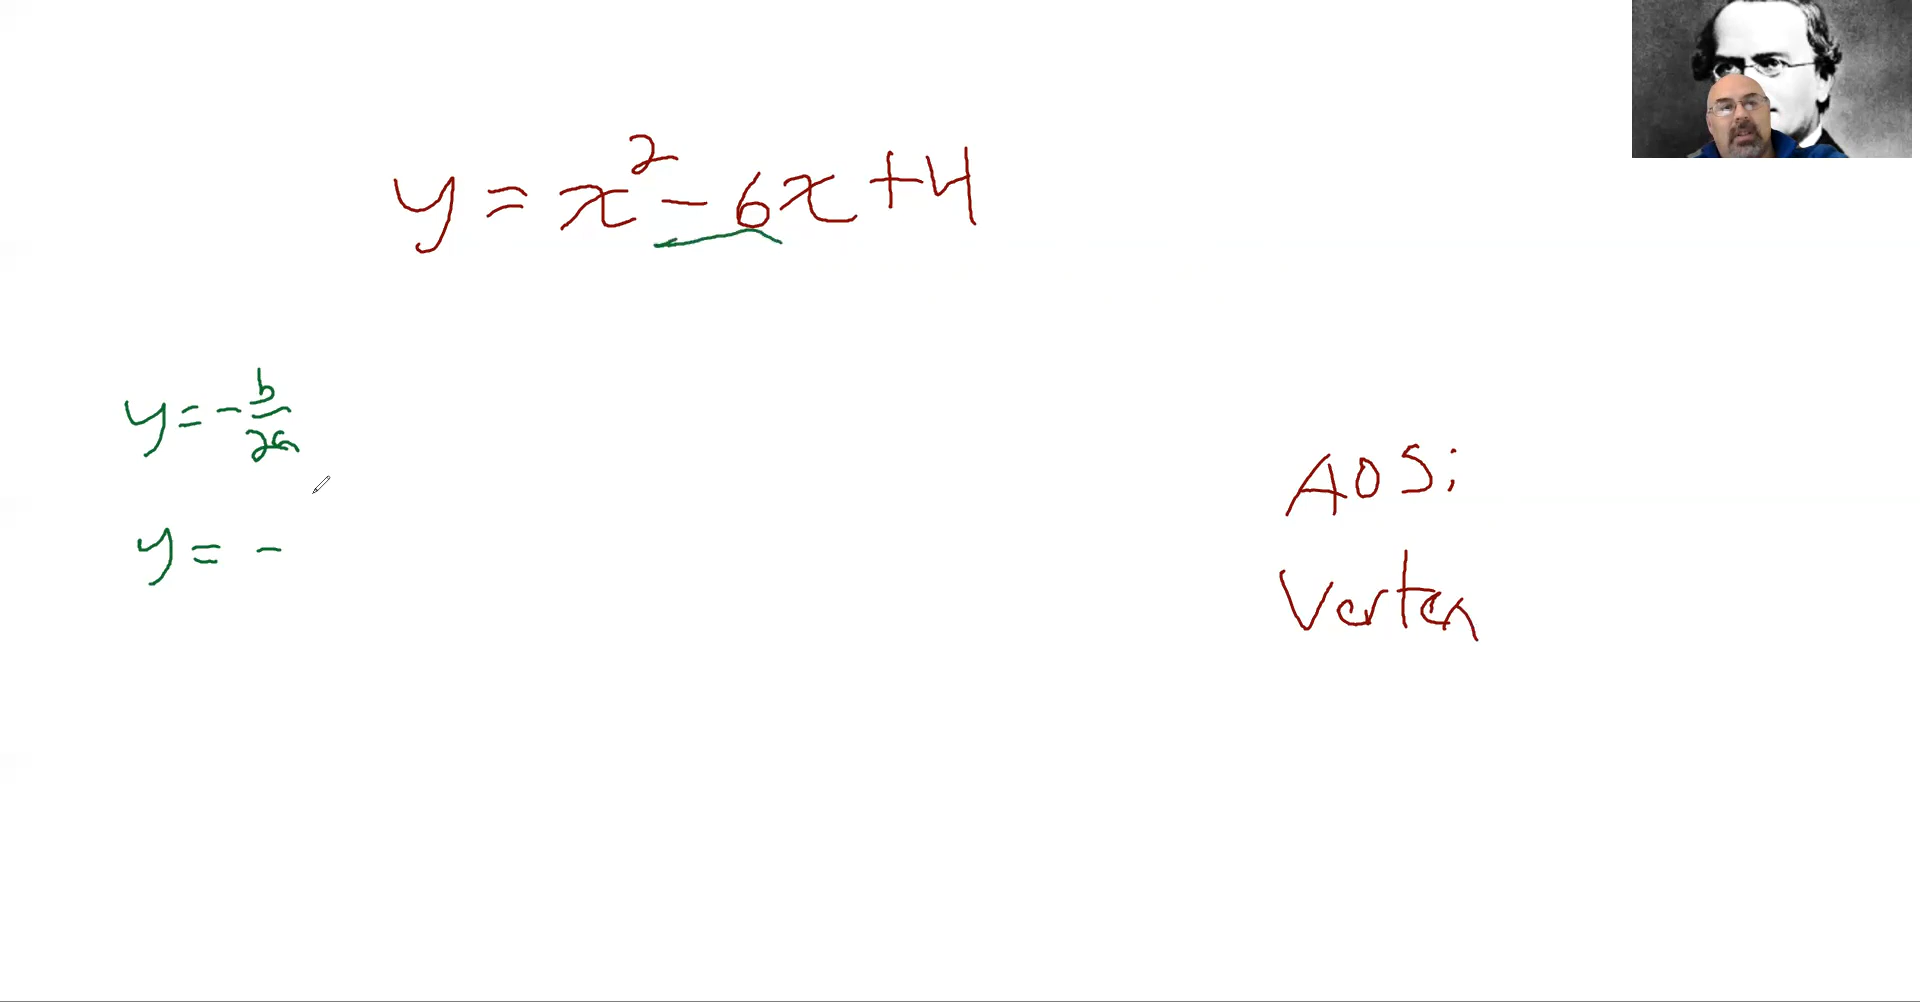 y = x² - 6x + 4
y = - b/2a
y = -
AOS:
Vertex